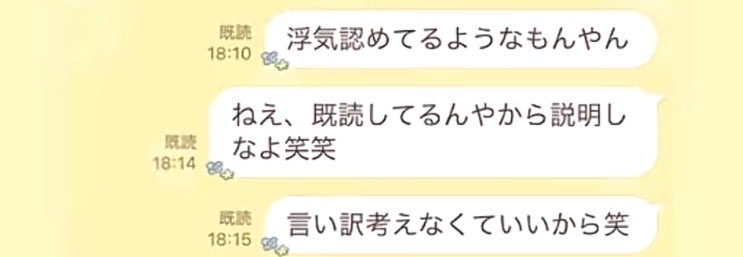 既読
18:10
浮気認めてるようなもんやん
ねえ、既読してるんやから説明し
なよ笑笑
既読
18:14
既読
18:15
言い訳考えなくていいから笑